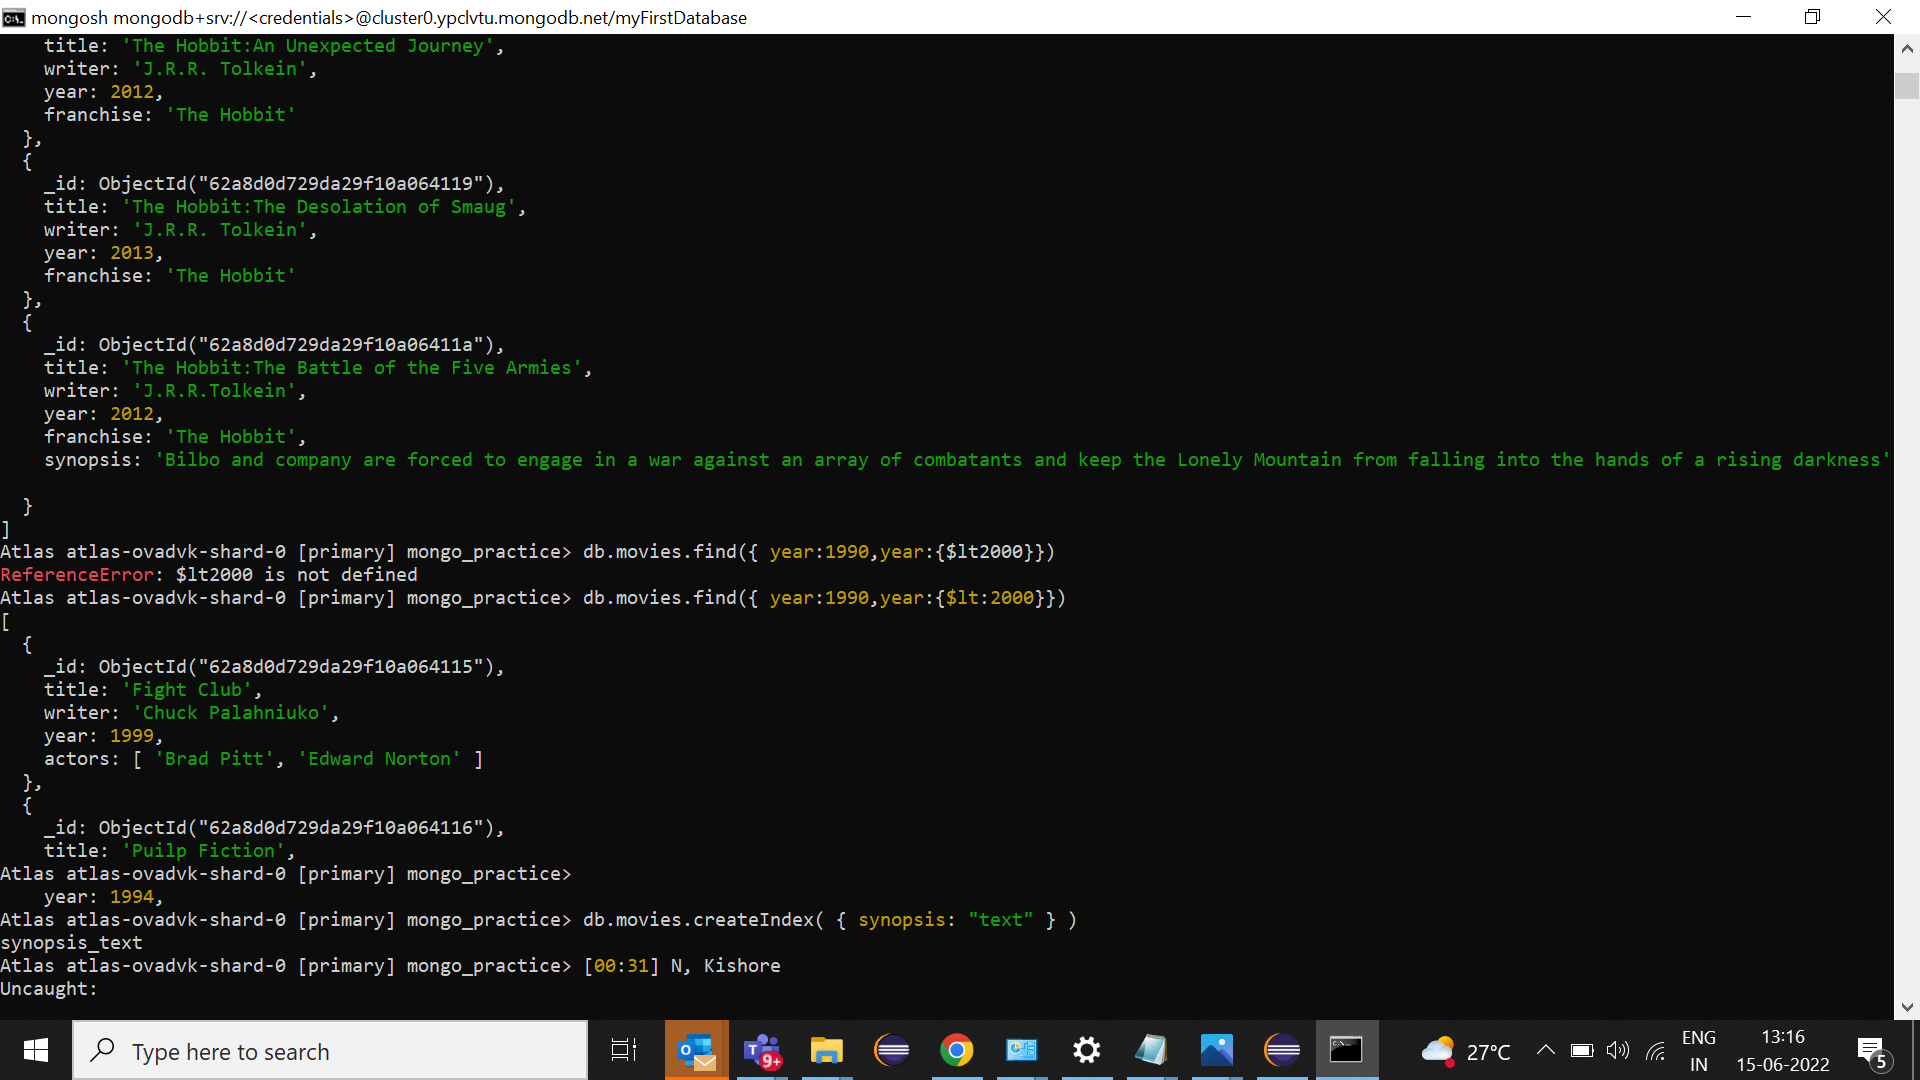 mongosh mongodb+srv://<credentials>@cluster0.ypclvtu.mongodb.net/myFirstDatabase
title: 'The Hobbit:An Unexpected Journey',
writer: 'J.R.R. Tolkein',
year: 2012,
franchise: 'The Hobbit'
},
{
_id: ObjectId("62a8d0d729da29f10a064119"),
title: 'The Hobbit:The Desolation of Smaug',
writer: 'J.R.R. Tolkein',
year: 2013,
franchise: 'The Hobbit'
},
{
_id: ObjectId("62a8d0d729da29f10a06411a"),
title: 'The Hobbit:The Battle of the Five Armies',
writer: 'J.R.R.Tolkein',
year: 2012,
franchise: 'The Hobbit',
synopsis: 'Bilbo and company are forced to engage in a war against an array of combatants and keep the Lonely Mountain from falling into the hands of a rising darkness'
}
]
Atlas atlas-ovadvk-shard-0 [primary] mongo_practice> db.movies.find({ year:1990,year:{$lt2000}})
ReferenceError: $lt2000 is not defined
Atlas atlas-ovadvk-shard-0 [primary] mongo_practice> db.movies.find({ year:1990,year:{$lt:2000}})
[
{
_id: ObjectId("62a8d0d729da29f10a064115"),
title: 'Fight Club',
writer: 'Chuck Palahniuko',
year: 1999,
actors: [ 'Brad Pitt', 'Edward Norton' ]
},
{
_id: ObjectId("62a8d0d729da29f10a064116"),
title: 'Puilp Fiction',
Atlas atlas-ovadvk-shard-0 [primary] mongo_practice>
year: 1994,
Atlas atlas-ovadvk-shard-0 [primary] mongo_practice> db.movies.createIndex( { synopsis: "text" } )
synopsis_text
Atlas atlas-ovadvk-shard-0 [primary] mongo_practice> [00:31] N, Kishore
Uncaught:
Type here to search
9+
27°C
ENG
IN
13:16
15-06-2022
5